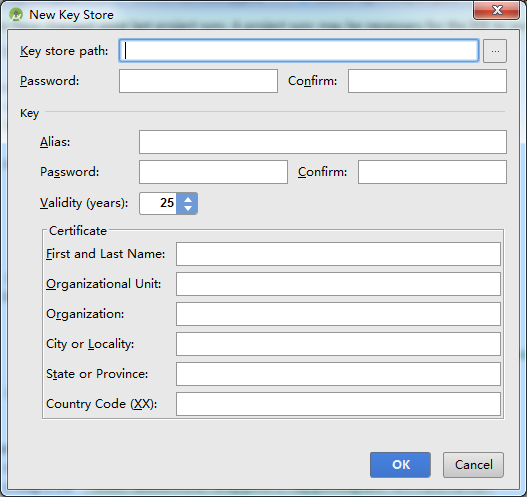 New Key Store
Key store path:
...
Password:
Confirm:
Key
Alias:
Password:
Confirm:
Validity (years): 25
Certificate
First and Last Name:
Organizational Unit:
Organization:
City or Locality:
State or Province:
Country Code (XX):
OK
Cancel